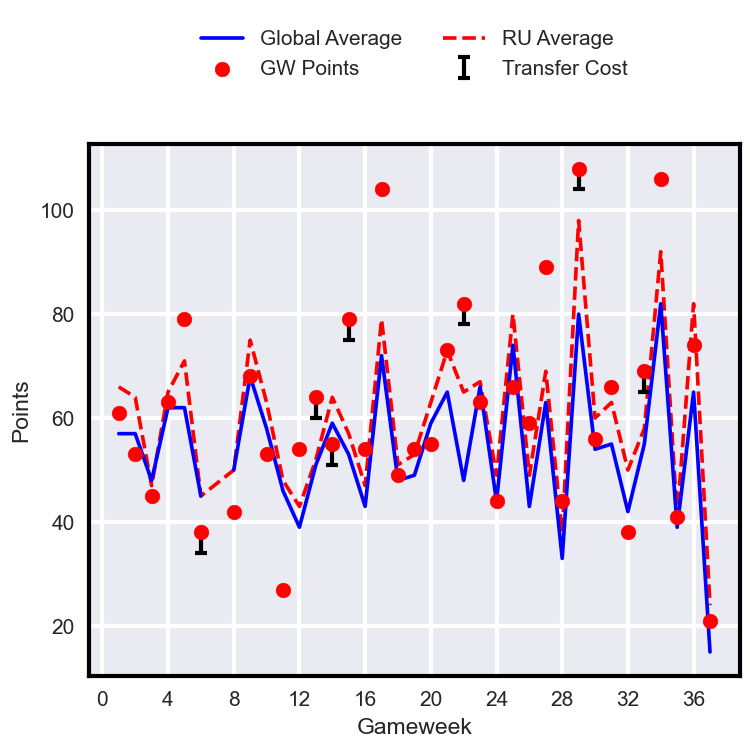 Global Average
RU Average
GW Points
Transfer Cost
100
80
60
40
20
Points
0 4 8 12 16 20 24 28 32 36
Gameweek